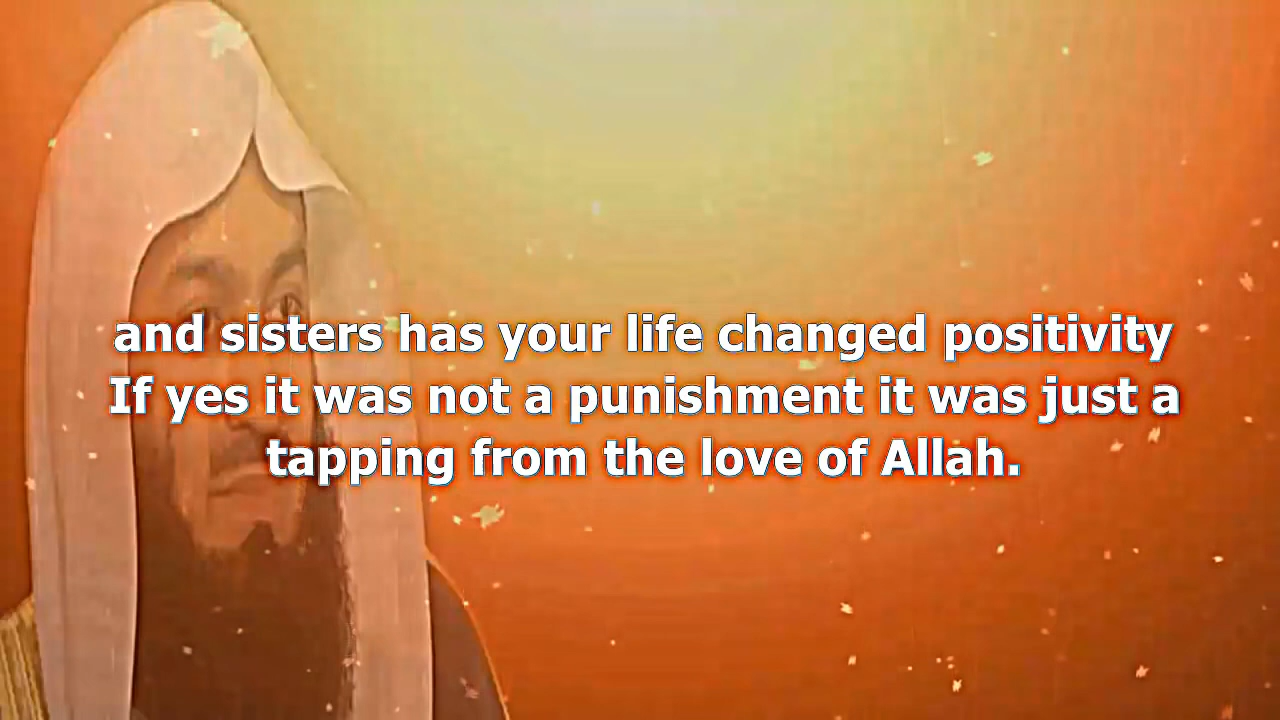 and sisters has your life changed positivity
If yes it was not a punishment it was just a
tapping from the love of Allah.